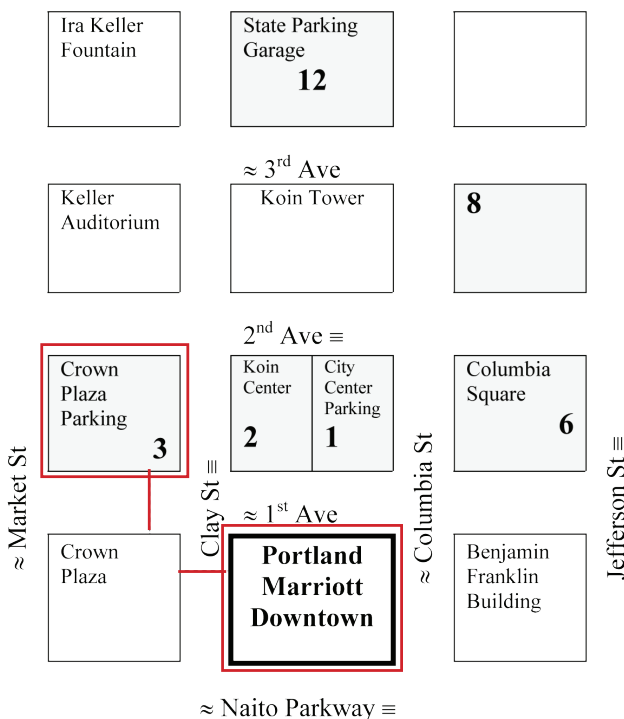 Ira Keller
Fountain
State Parking
Garage
12
≈ 3rd Ave
Keller
Auditorium
Koin Tower
8
2nd Ave ≡
Crown
Plaza
Parking
3
Koin
Center
2
City
Center
Parking
1
Columbia
Square
6
≈ Market St
Clay St ≡
≈ Columbia St
Jefferson St ≡
≈ 1st Ave
Crown
Plaza
Portland
Marriott
Downtown
Benjamin
Franklin
Building
≈ Naito Parkway ≡